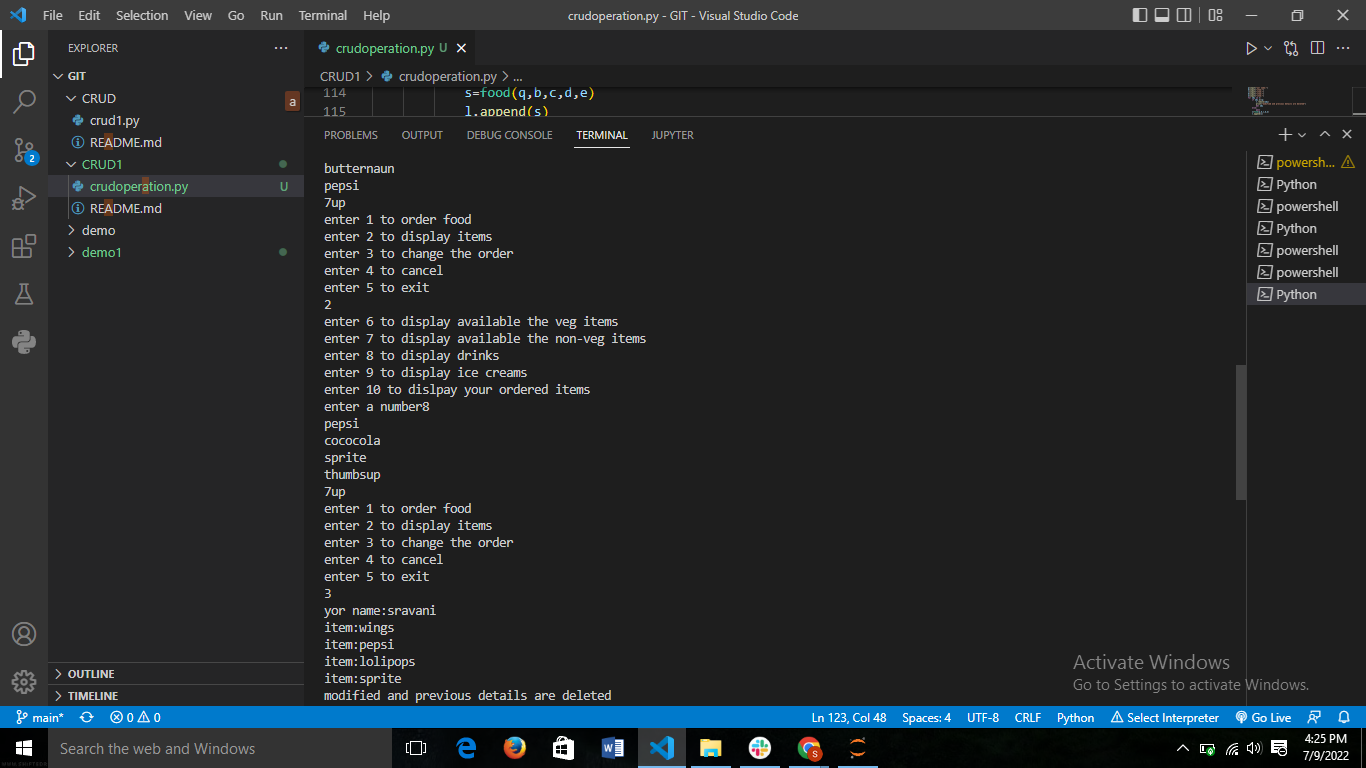 File Edit Selection View Go Run Terminal Help
crudoperation.py - GIT - Visual Studio Code
EXPLORER
GIT
CRUD
a
crud1.py
README.md
CRUD1
crudoperation.py U
README.md
demo
demo1
OUTLINE
TIMELINE
2
crudoperation.py U
CRUD1 > crudoperation.py > ...
114 s=food(q,b,c,d,e)
115 l.append(s)
PROBLEMS OUTPUT DEBUG CONSOLE TERMINAL JUPYTER
butternaun
pepsi
7up
enter 1 to order food
enter 2 to display items
enter 3 to change the order
enter 4 to cancel
enter 5 to exit
2
enter 6 to display available the veg items
enter 7 to display available the non-veg items
enter 8 to display drinks
enter 9 to display ice creams
enter 10 to dislpay your ordered items
enter a number8
pepsi
cococola
sprite
thumbsup
7up
enter 1 to order food
enter 2 to display items
enter 3 to change the order
enter 4 to cancel
enter 5 to exit
3
yor name:sravani
item:wings
item:pepsi
item:lolipops
item:sprite
modified and previous details are deleted
powersh...
Python
powershell
Python
powershell
powershell
Python
Activate Windows
Go to Settings to activate Windows.
main* 0 0
Ln 123, Col 48 Spaces: 4 UTF-8 CRLF Python Select Interpreter Go Live
Search the web and Windows
4:25 PM
7/9/2022